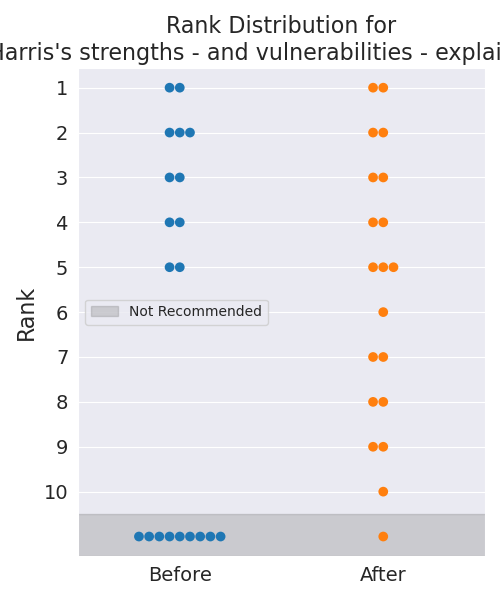 Rank Distribution for
Harris's strengths - and vulnerabilities - explai
1
2
3
4
5
6
7
8
9
10
Rank
Not Recommended
Before
After